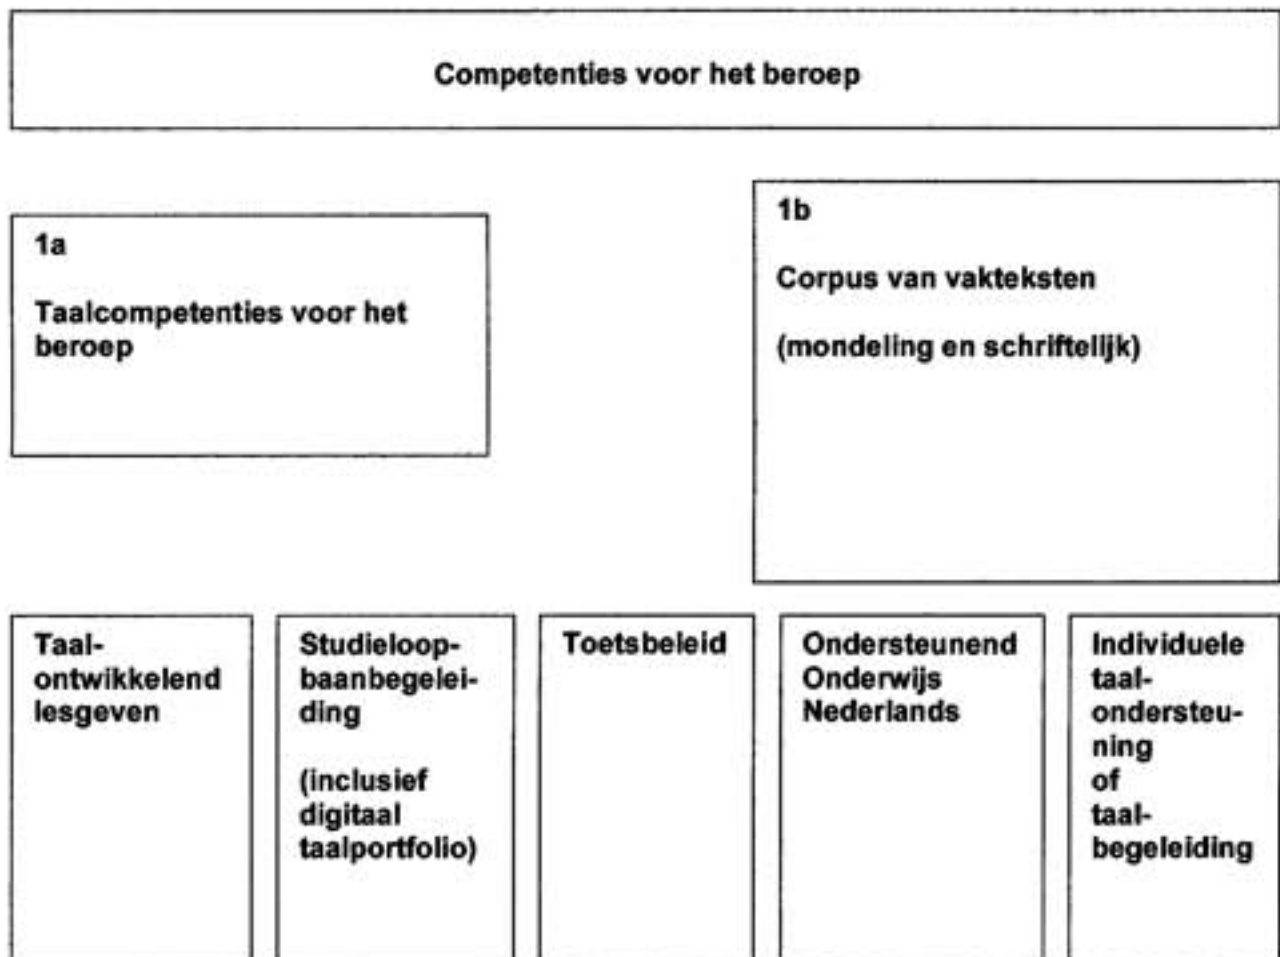 Competenties voor het beroep
1a
Taalcompetenties voor het
beroep
1b
Corpus van vakteksten
(mondeling en schriftelijk)
Taal-
ontwikkelend
lesgeven
Studieloop-
baanbegelei-
ding
(inclusief
digitaal
taalportfolio)
Toetsbeleid
Ondersteunend
Onderwijs
Nederlands
Individuele
taal-
ondersteu-
ning
of
taal-
begeleiding